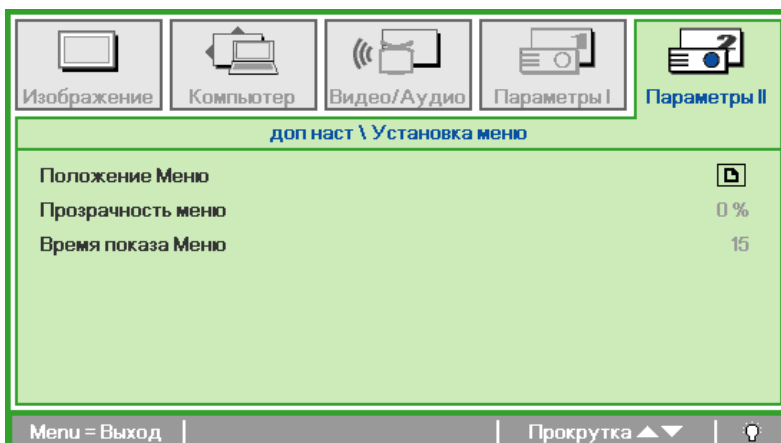 Изображение
Компьютер
Видео/Аудио
Параметры I
Параметры II
доп наст \ Установка меню
Положение Меню
Прозрачность меню 0 %
Время показа Меню 15
Menu = Выход Прокрутка ▲▼